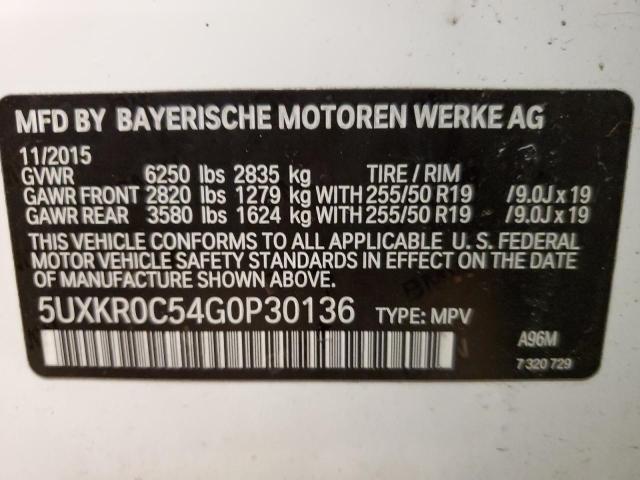 MFD BY BAYERISCHE MOTOREN WERKE AG
11/2015
GVWR 6250 lbs 2835 kg TIRE / RIM
GAWR FRONT 2820 lbs 1279 kg WITH 255/50 R19 /9.0J x 19
GAWR REAR 3580 lbs 1624 kg WITH 255/50 R19 /9.0J x 19
THIS VEHICLE CONFORMS TO ALL APPLICABLE U. S. FEDERAL
MOTOR VEHICLE SAFETY STANDARDS IN EFFECT ON THE DATE
OF MANUFACTURE SHOWN ABOVE.
5UXKR0C54G0P30136 TYPE: MPV
A96M
7 320 729